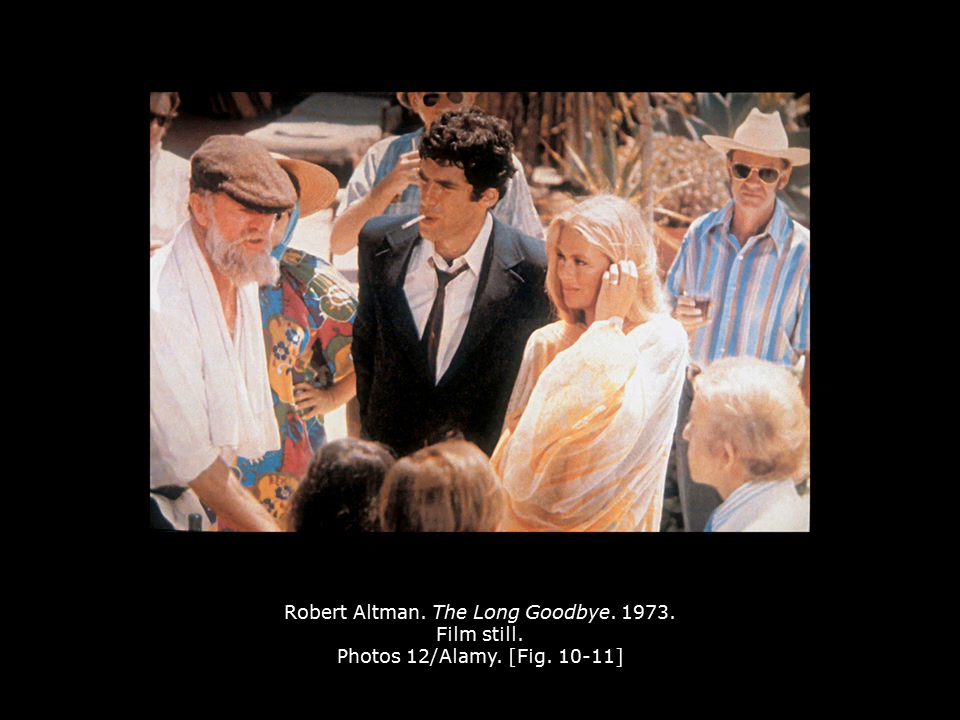 Robert Altman. The Long Goodbye. 1973.
Film still.
Photos 12/Alamy. [Fig. 10-11]